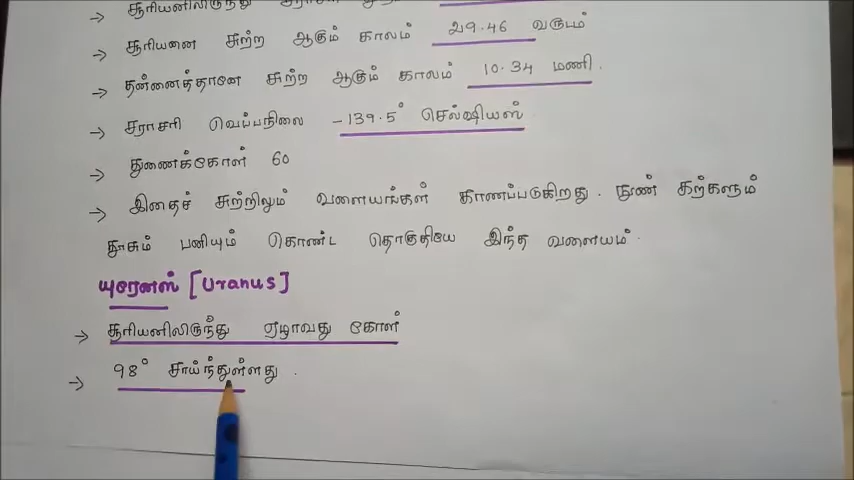 சூரியனிலிருந்து
→ சூரியனை சுற்ற ஆகும் காலம் 29.46 வருடம்
→ தன்னைத்தானே சுற்ற ஆகும் காலம் 10.34 மணி.
→ சராசரி வெப்பநிலை -139.5° செல்ஷியஸ்
→ துணைக்கோள் 60
→ இதைச் சுற்றிலும் வளையங்கள் காணப்படுகிறது. நுண் கற்களும்
தூசும் பனியும் கொண்ட தொகுதியே இந்த வளையம்.
யுரேனஸ் [Uranus]
→ சூரியனிலிருந்து ஏழாவது கோள்
→ 98° சாய்ந்துள்ளது.